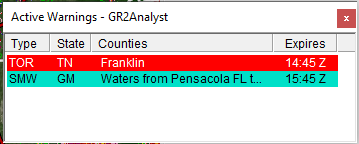 Active Warnings - GR2Analyst x
Type State Counties Expires
TOR TN Franklin 14:45 Z
SMW GM Waters from Pensacola FL t... 15:45 Z